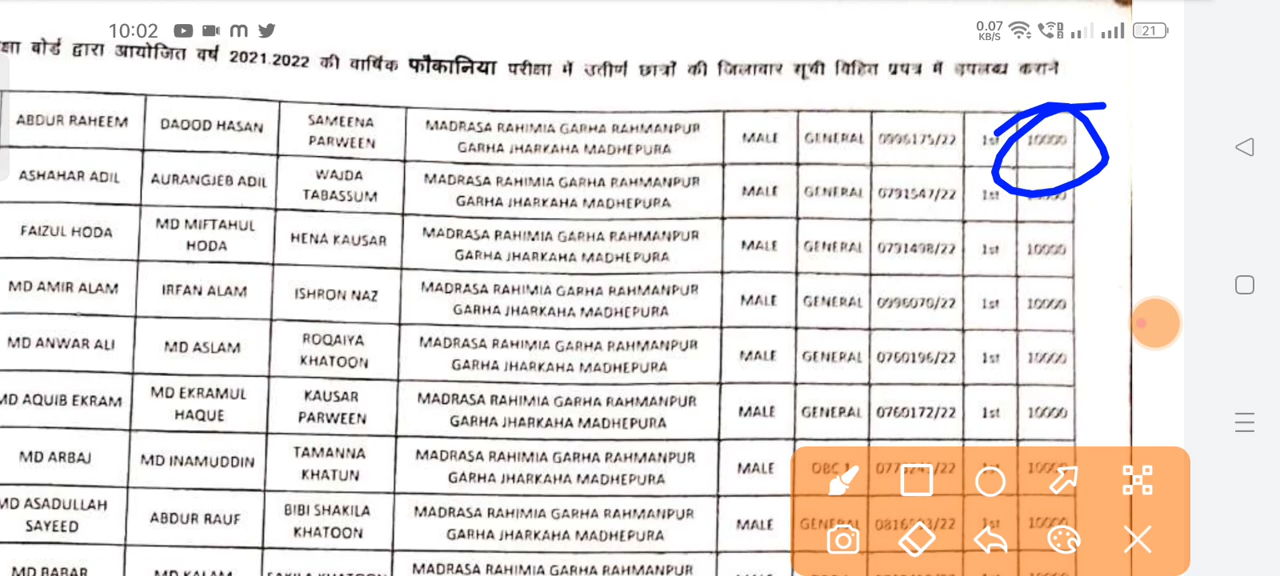 10:02
0.07 KB/S
21
क्षा बोर्ड द्वारा आयोजित वर्ष 2021.2022 की वार्षिक फौकानिया परीक्षा में उतीर्ण छात्रों की जिलावार सूची विहित प्रपत्र में उपलब्ध कराने
ABDUR RAHEEM DAOOD HASAN SAMEENA PARWEEN MADRASA RAHIMIA GARHA RAHMANPUR GARHA JHARKAHA MADHEPURA MALE GENERAL 0996175/22 1st 10000
ASHAHAR ADIL AURANGJEB ADIL WAJDA TABASSUM MADRASA RAHIMIA GARHA RAHMANPUR GARHA JHARKAHA MADHEPURA MALE GENERAL 0791547/22 1st
FAIZUL HODA MD MIFTAHUL HODA HENA KAUSAR MADRASA RAHIMIA GARHA RAHMANPUR GARHA JHARKAHA MADHEPURA MALE GENERAL 0791498/22 1st 10000
MD AMIR ALAM IRFAN ALAM ISHRON NAZ MADRASA RAHIMIA GARHA RAHMANPUR GARHA JHARKAHA MADHEPURA MALE GENERAL 0996070/22 1st 10000
MD ANWAR ALI MD ASLAM ROQAIYA KHATOON MADRASA RAHIMIA GARHA RAHMANPUR GARHA JHARKAHA MADHEPURA MALE GENERAL 0760196/22 1st 10000
MD AQUIB EKRAM MD EKRAMUL HAQUE KAUSAR PARWEEN MADRASA RAHIMIA GARHA RAHMANPUR GARHA JHARKAHA MADHEPURA MALE GENERAL 0760172/22 1st 10000
MD ARBAJ MD INAMUDDIN TAMANNA KHATUN MADRASA RAHIMIA GARHA RAHMANPUR GARHA JHARKAHA MADHEPURA MALE
MD ASADULLAH SAYEED ABDUR RAUF BIBI SHAKILA KHATOON MADRASA RAHIMIA GARHA RAHMANPUR GARHA JHARKAHA MADHEPURA MALE GENERAL
MD BABAR MD KALAM KHATOON MADRASA RAHIMIA GARHA RAHMANPUR